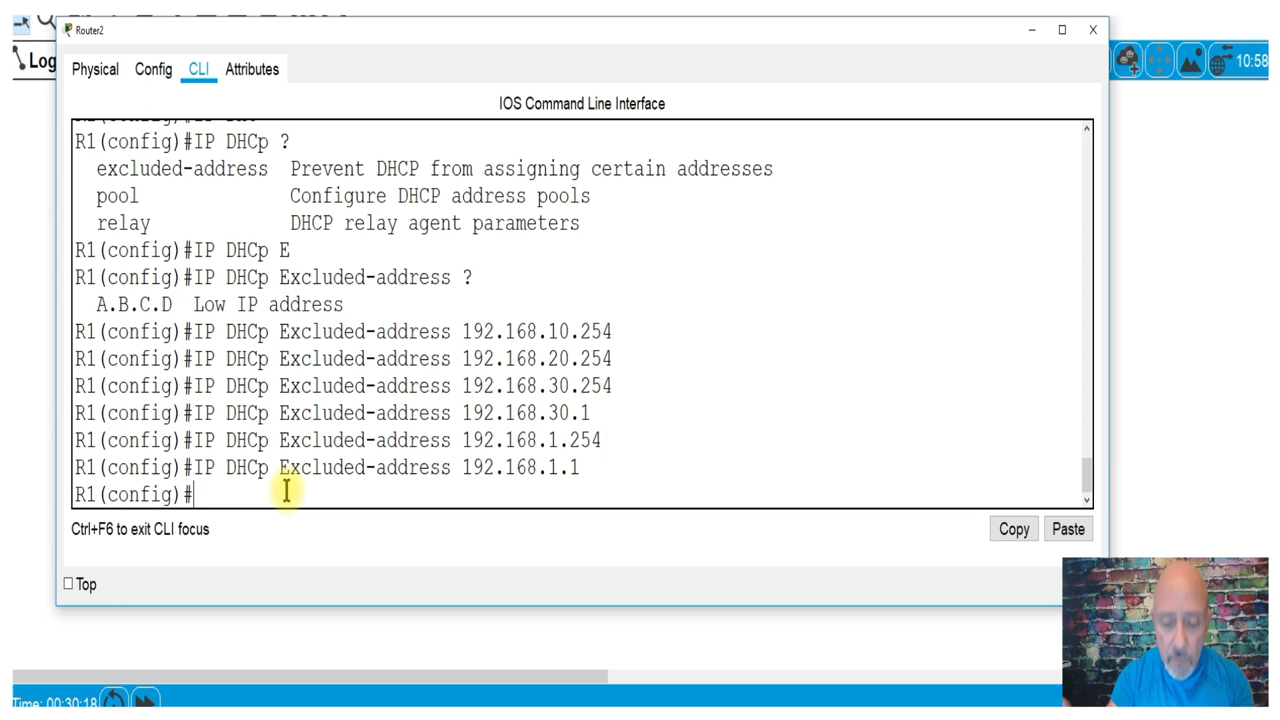 Router2
Log
10:58
Physical Config CLI Attributes
IOS Command Line Interface
R1(config)#IP DHCp ?
excluded-address Prevent DHCP from assigning certain addresses
pool Configure DHCP address pools
relay DHCP relay agent parameters
R1(config)#IP DHCp E
R1(config)#IP DHCp Excluded-address ?
A.B.C.D Low IP address
R1(config)#IP DHCp Excluded-address 192.168.10.254
R1(config)#IP DHCp Excluded-address 192.168.20.254
R1(config)#IP DHCp Excluded-address 192.168.30.254
R1(config)#IP DHCp Excluded-address 192.168.30.1
R1(config)#IP DHCp Excluded-address 192.168.1.254
R1(config)#IP DHCp Excluded-address 192.168.1.1
R1(config)#
Ctrl+F6 to exit CLI focus
Copy Paste
Top
Time: 00:30:18